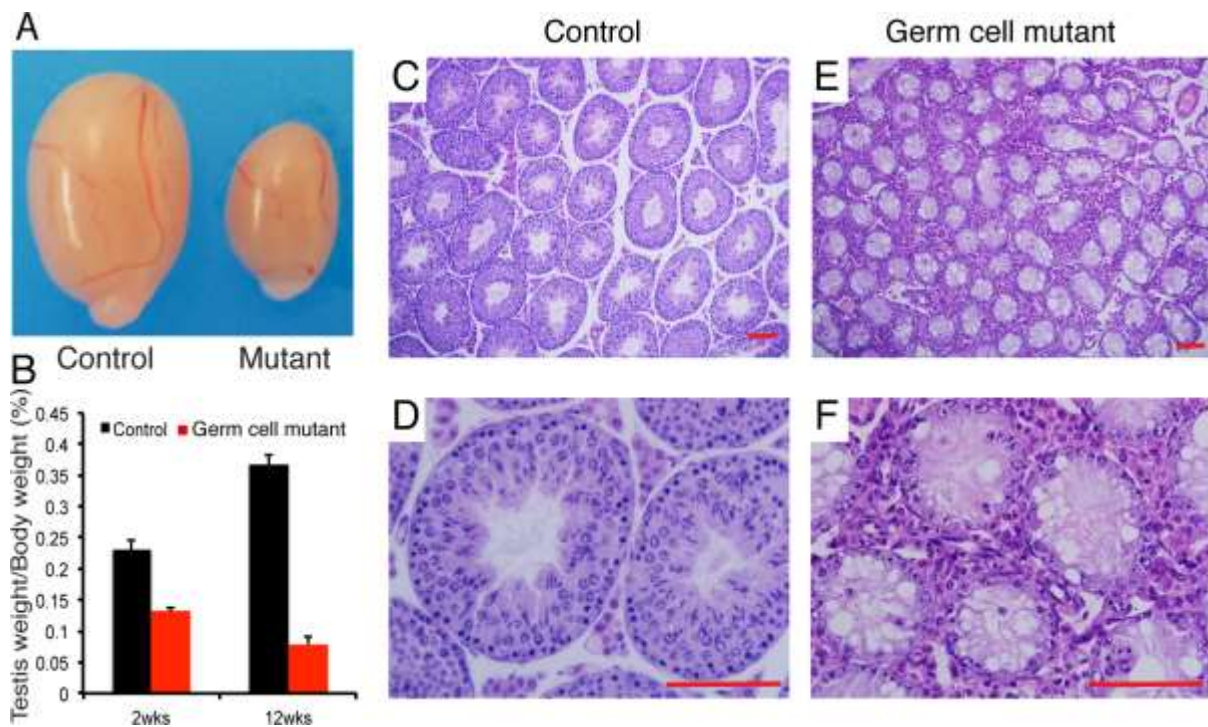 A
Control
Mutant
B
Testis weight/Body weight (%)
0.45
0.4
0.35
0.3
0.25
0.2
0.15
0.1
0.05
0
Control
Germ cell mutant
2wks
12wks
Control
Germ cell mutant
C
E
D
F